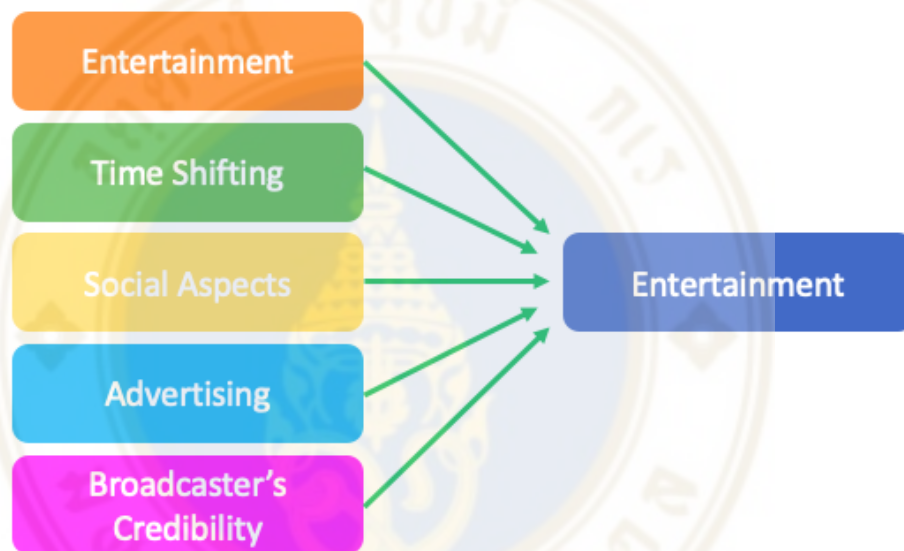 Entertainment
Time Shifting
Social Aspects
Entertainment
Advertising
Broadcaster's
Credibility